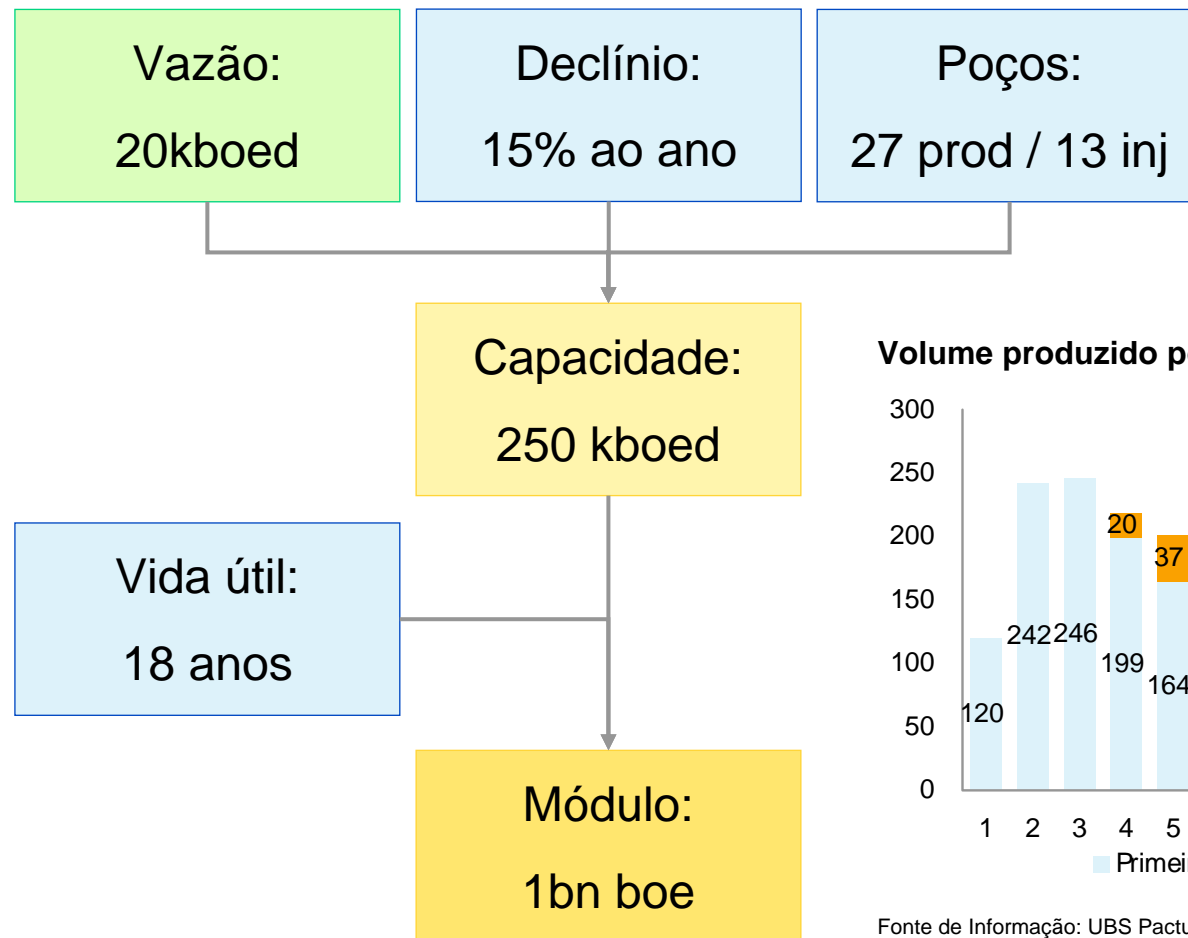 Vazão:
20kboed
Declínio:
15% ao ano
Poços:
27 prod / 13 inj
Capacidade:
250 kboed
Vida útil:
18 anos
Módulo:
1bn boe
Volume produzido
300
250
200
150
100
50
0
120
242
246
199
20
164
37
1 2 3 4 5
Fonte de Informação: UBS